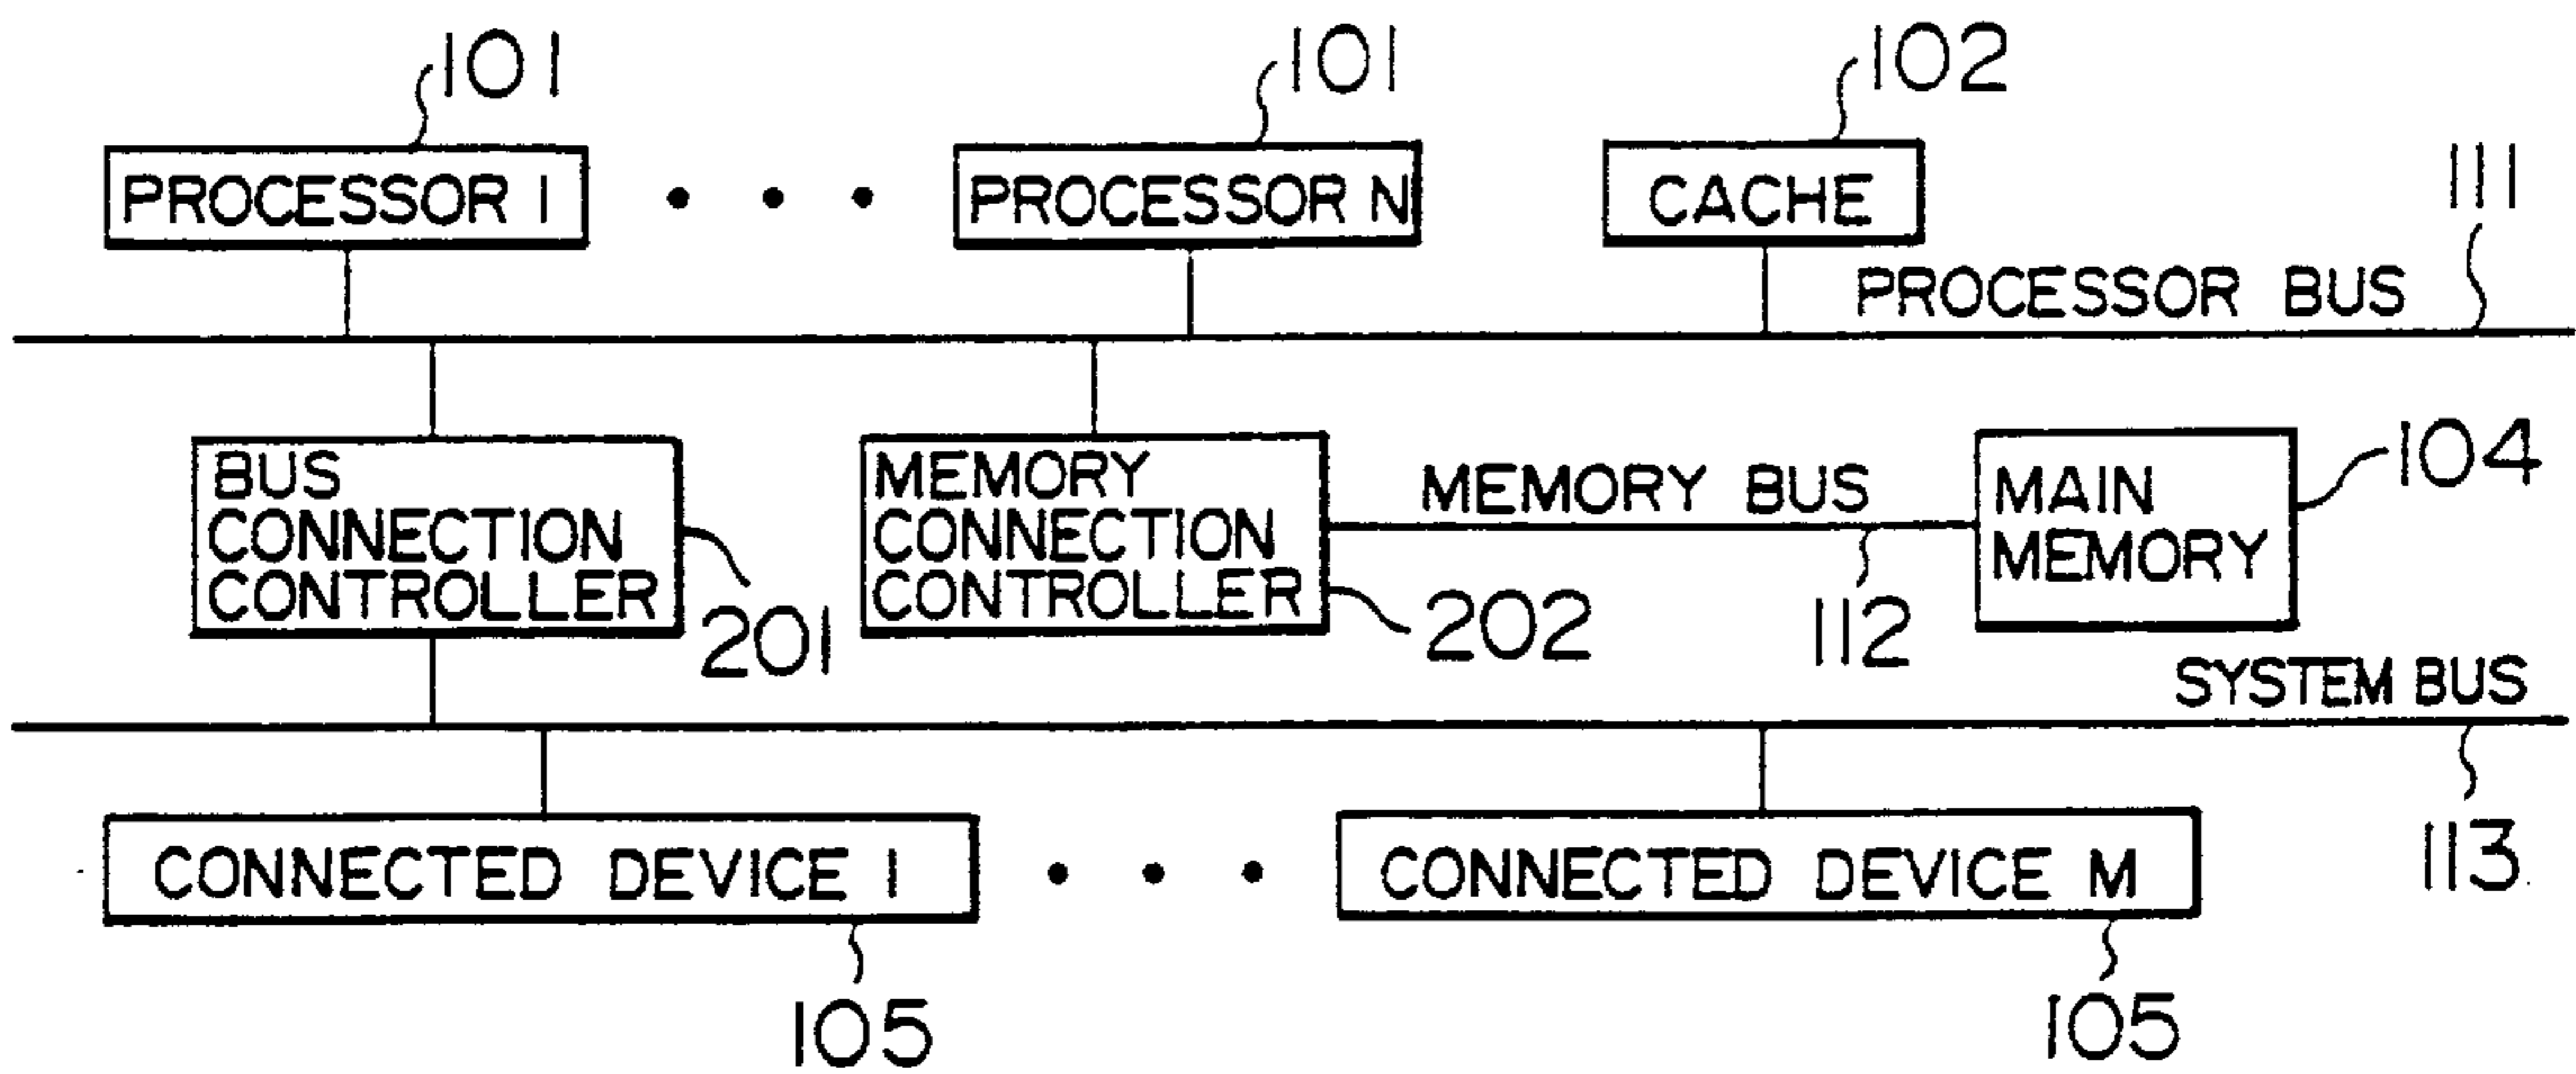 101
101
102
PROCESSOR 1
PROCESSOR N
CACHE
111
PROCESSOR BUS
BUS
CONNECTION
CONTROLLER
201
MEMORY
CONNECTION
CONTROLLER
202
MEMORY BUS
112
MAIN
MEMORY
104
SYSTEM BUS
113
CONNECTED DEVICE 1
CONNECTED DEVICE M
105
105